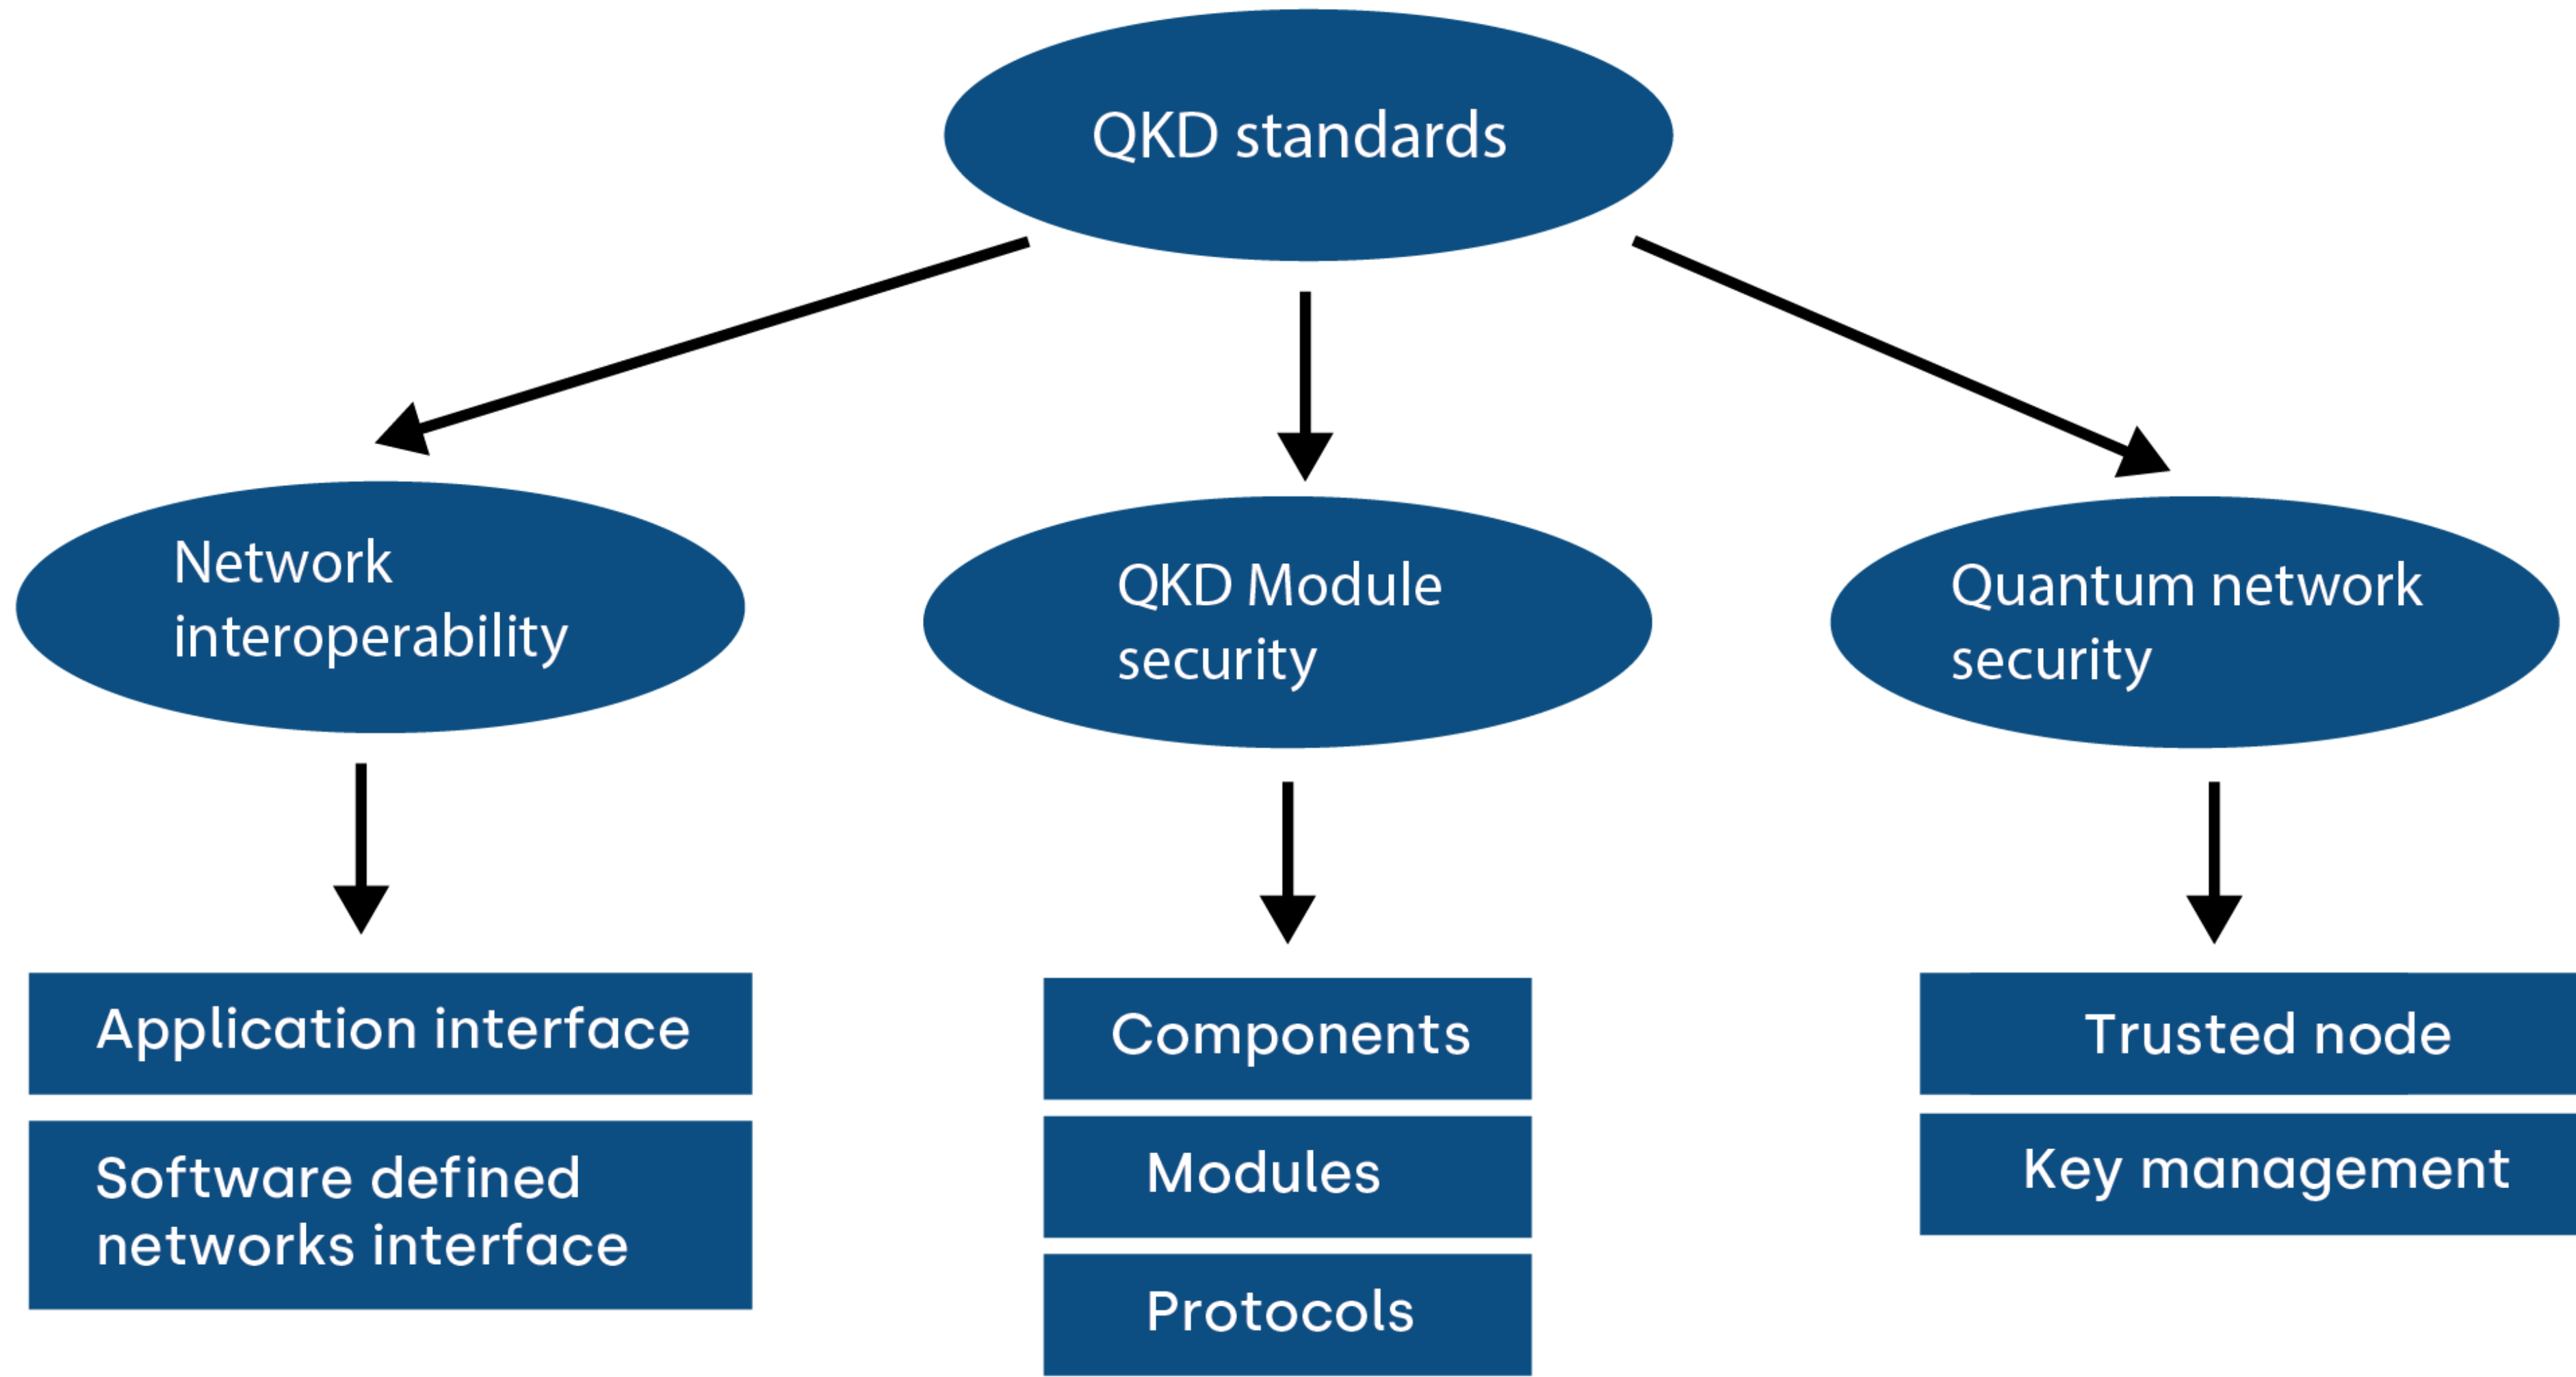 QKD standards
Network
interoperability
QKD Module
security
Quantum network
security
Application interface
Software defined
networks interface
Components
Modules
Protocols
Trusted node
Key management